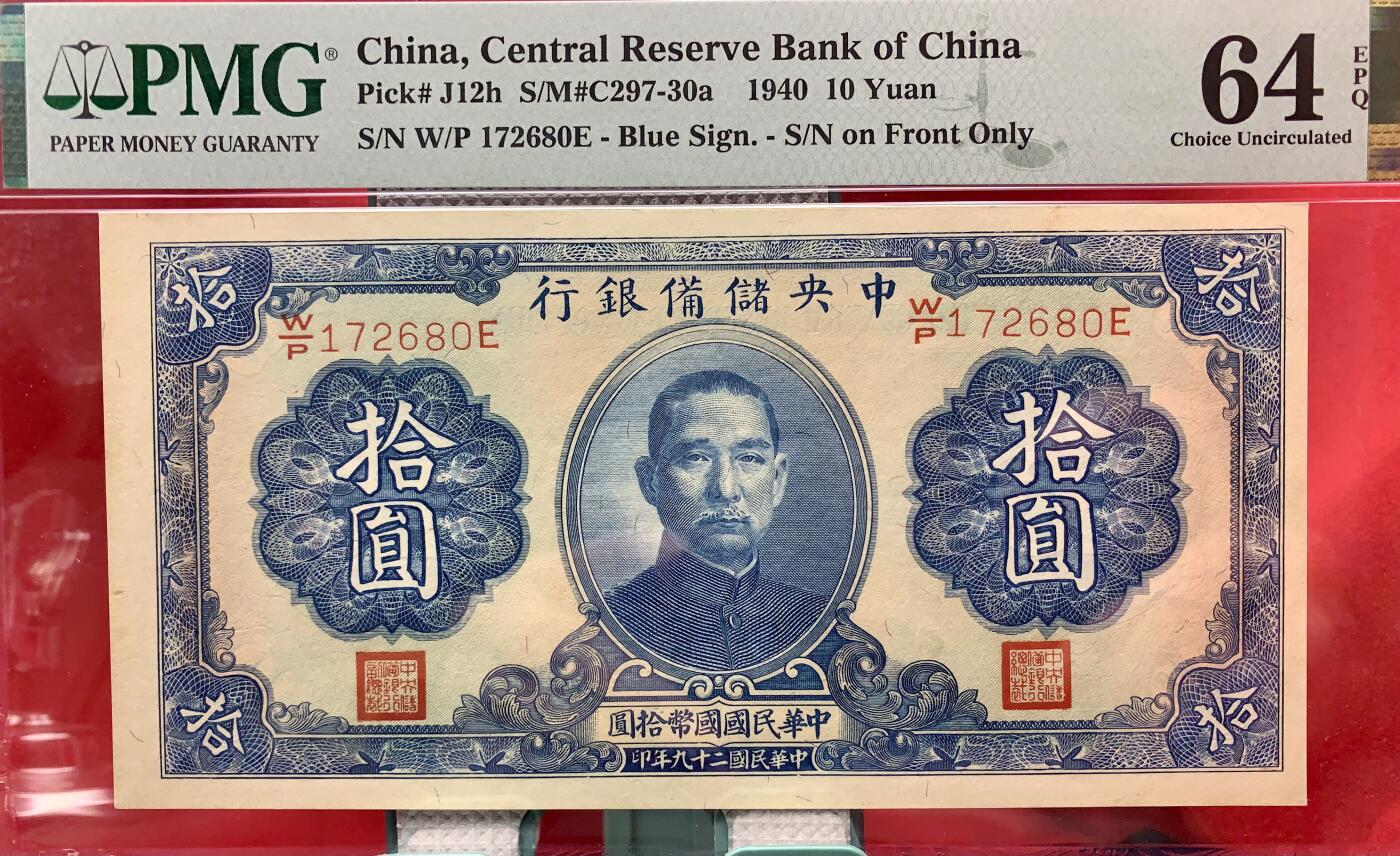 PMG®
PAPER MONEY GUARANTY
China, Central Reserve Bank of China
Pick# J12h S/M#C297-30a 1940 10 Yuan
S/N W/P 172680E - Blue Sign. - S/N on Front Only
64 EPQ
Choice Uncirculated
拾
拾
行銀備儲央中
W/P 172680E
W/P 172680E
拾圓
拾圓
圓拾幣國國民華中
印年九十二國民華中
拾
拾